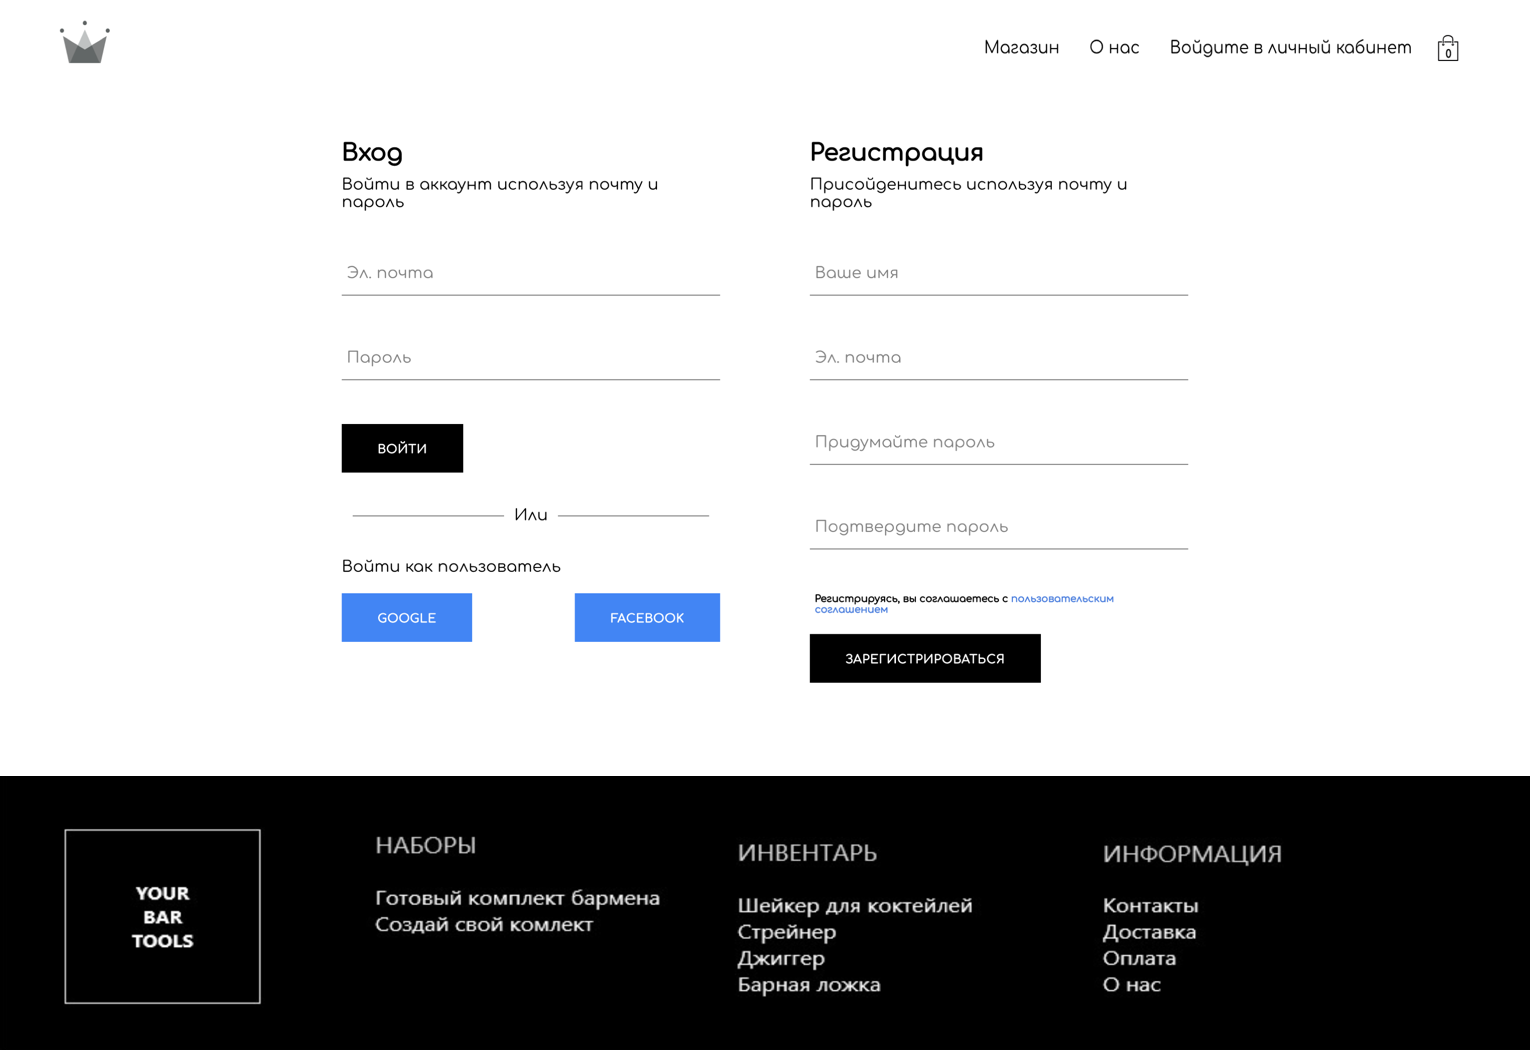 Магазин О нас Войдите в личный кабинет 0
Вход
Войти в аккаунт используя почту и
пароль
Эл. почта
Пароль
ВОЙТИ
Или
Войти как пользователь
GOOGLE FACEBOOK
Регистрация
Присойденитесь используя почту и
пароль
Ваше имя
Эл. почта
Придумайте пароль
Подтвердите пароль
Регистрируясь, вы соглашаетесь с пользовательским
соглашением
ЗАРЕГИСТРИРОВАТЬСЯ
YOUR
BAR
TOOLS
НАБОРЫ
Готовый комплект бармена
Создай свой комлект
ИНВЕНТАРЬ
Шейкер для коктейлей
Стрейнер
Джиггер
Барная ложка
ИНФОРМАЦИЯ
Контакты
Доставка
Оплата
О нас